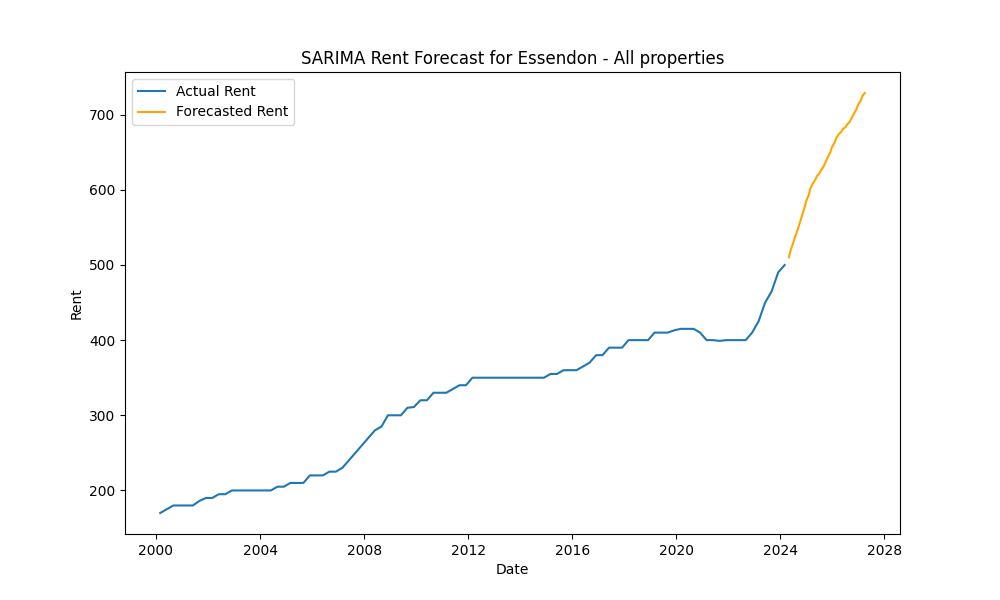 SARIMA Rent Forecast for Essendon - All properties
Actual Rent
Forecasted Rent
700
600
500
400
300
200
Rent
2000 2004 2008 2012 2016 2020 2024 2028
Date